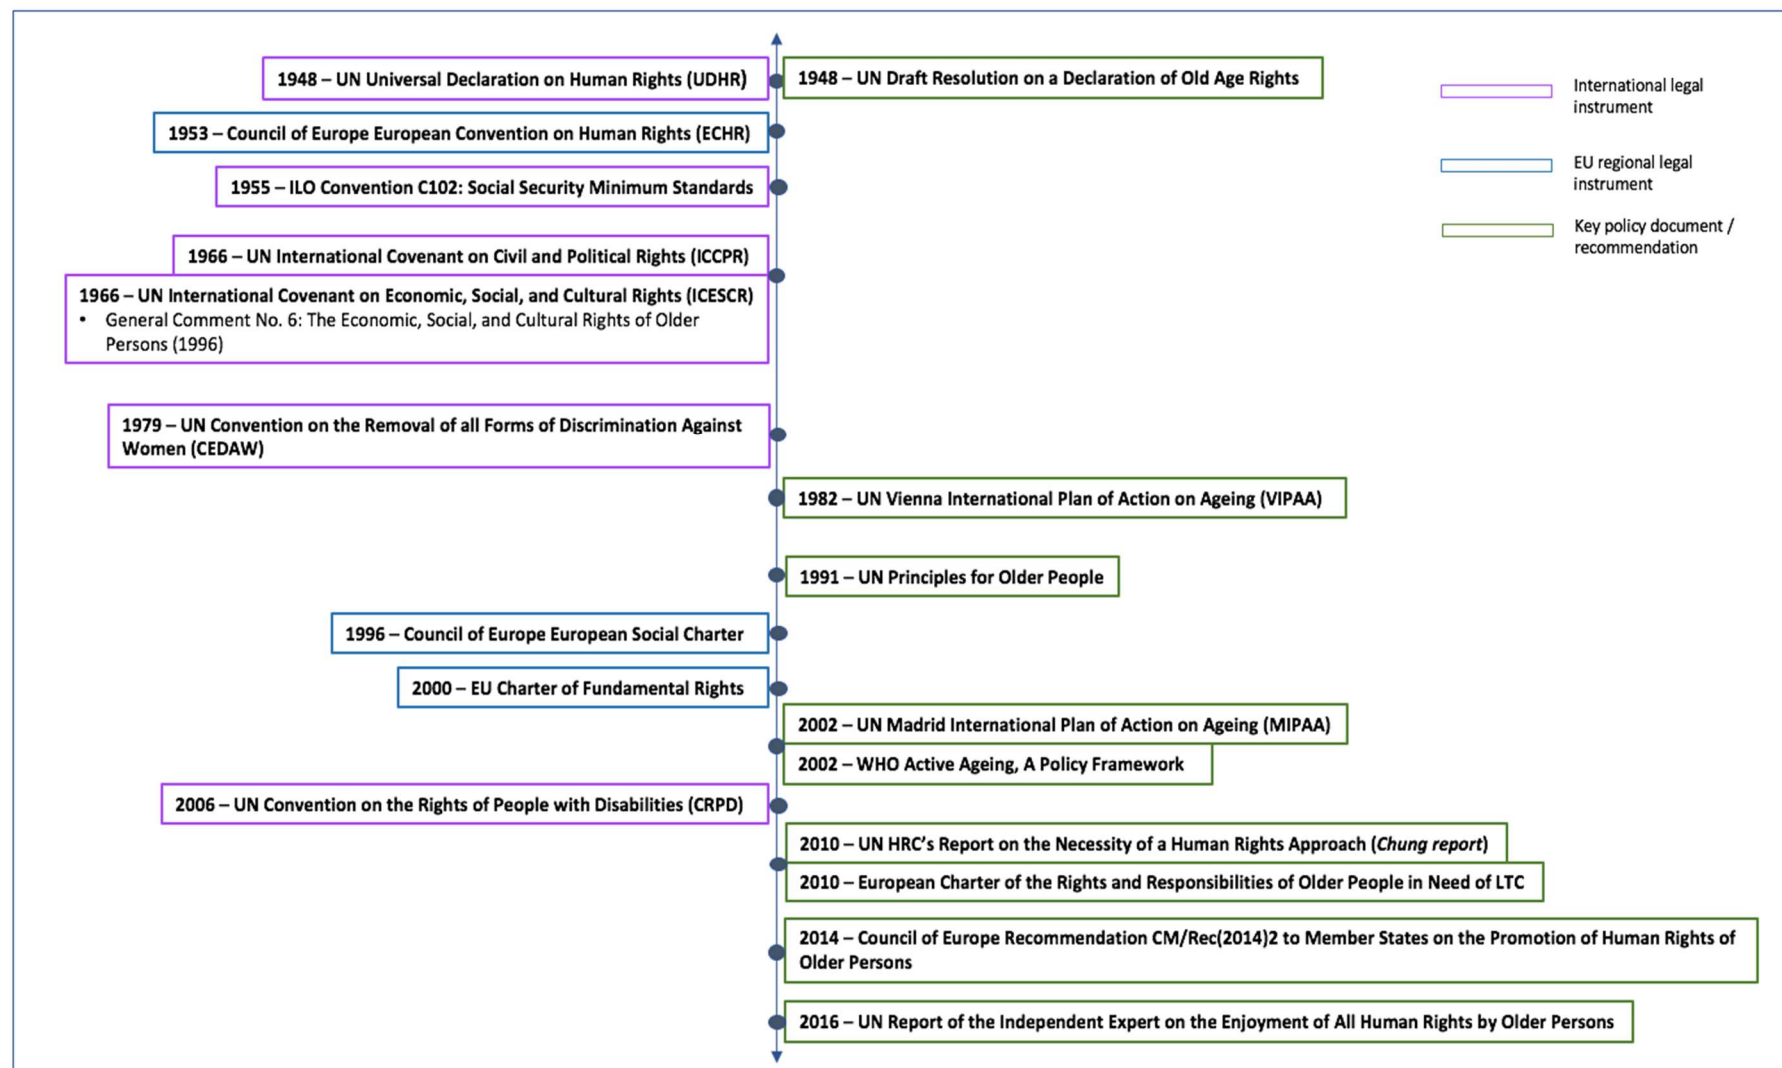 1948 – UN Universal Declaration on Human Rights (UDHR)
1948 – UN Draft Resolution on a Declaration of Old Age Rights
International legal
instrument
1953 – Council of Europe European Convention on Human Rights (ECHR)
EU regional legal
instrument
1955 – ILO Convention C102: Social Security Minimum Standards
Key policy document /
recommendation
1966 – UN International Covenant on Civil and Political Rights (ICCPR)
1966 – UN International Covenant on Economic, Social, and Cultural Rights (ICESCR)
• General Comment No. 6: The Economic, Social, and Cultural Rights of Older
Persons (1996)
1979 – UN Convention on the Removal of all Forms of Discrimination Against
Women (CEDAW)
1982 – UN Vienna International Plan of Action on Ageing (VIPAA)
1991 – UN Principles for Older People
1996 – Council of Europe European Social Charter
2000 – EU Charter of Fundamental Rights
2002 – UN Madrid International Plan of Action on Ageing (MIPAA)
2002 – WHO Active Ageing, A Policy Framework
2006 – UN Convention on the Rights of People with Disabilities (CRPD)
2010 – UN HRC's Report on the Necessity of a Human Rights Approach (Chung report)
2010 – European Charter of the Rights and Responsibilities of Older People in Need of LTC
2014 – Council of Europe Recommendation CM/Rec(2014)2 to Member States on the Promotion of Human Rights of
Older Persons
2016 – UN Report of the Independent Expert on the Enjoyment of All Human Rights by Older Persons